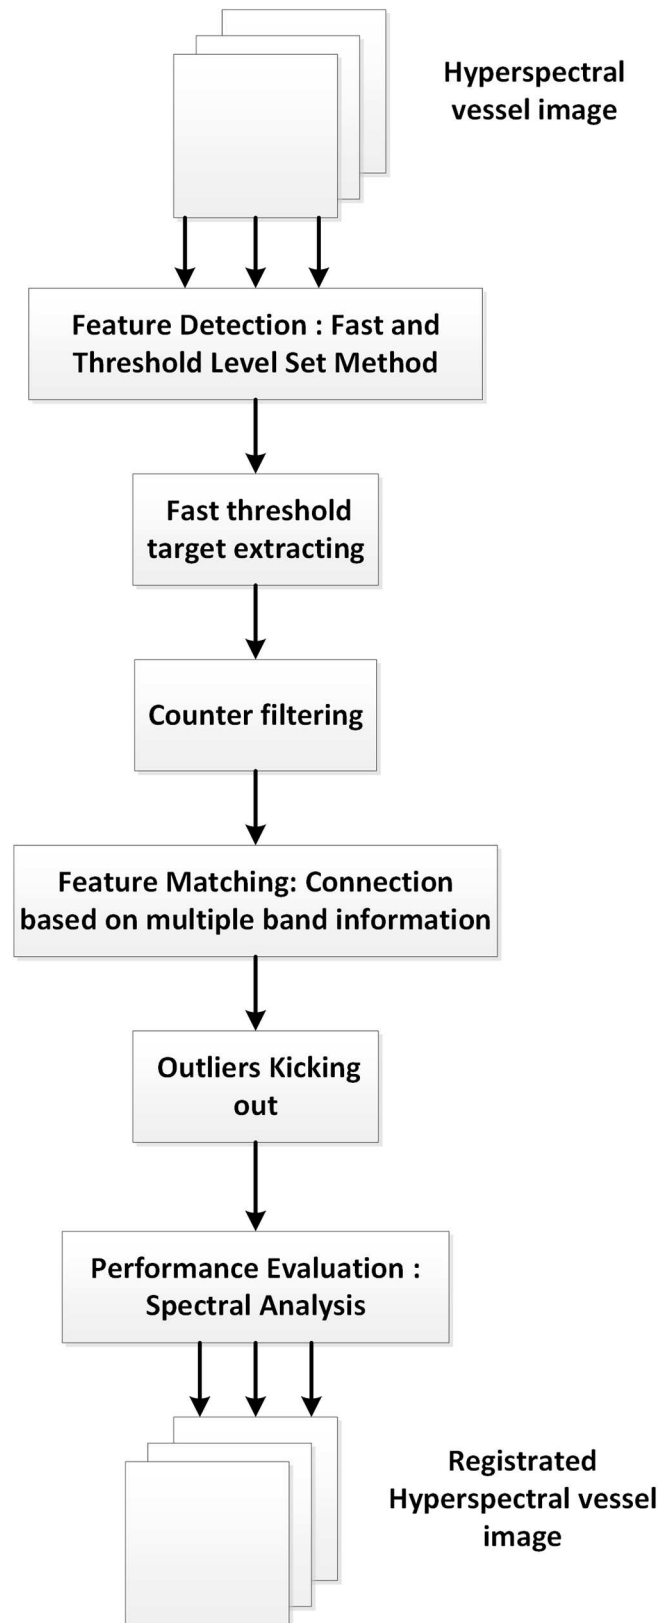 Hyperspectral
vessel image
Feature Detection : Fast and
Threshold Level Set Method
Fast threshold
target extracting
Counter filtering
Feature Matching: Connection
based on multiple band information
Outliers Kicking
out
Performance Evaluation :
Spectral Analysis
Registrated
Hyperspectral vessel
image